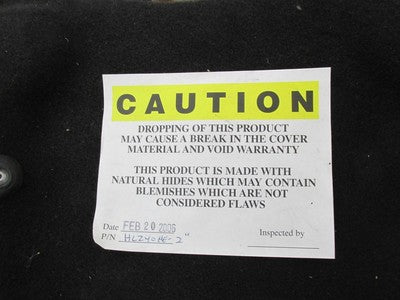 CAUTION
DROPPING OF THIS PRODUCT
MAY CAUSE A BREAK IN THE COVER
MATERIAL AND VOID WARRANTY
THIS PRODUCT IS MADE WITH
NATURAL HIDES WHICH MAY CONTAIN
BLEMISHES WHICH ARE NOT
CONSIDERED FLAWS
Date FEB 20 2006
P/N
Inspected by